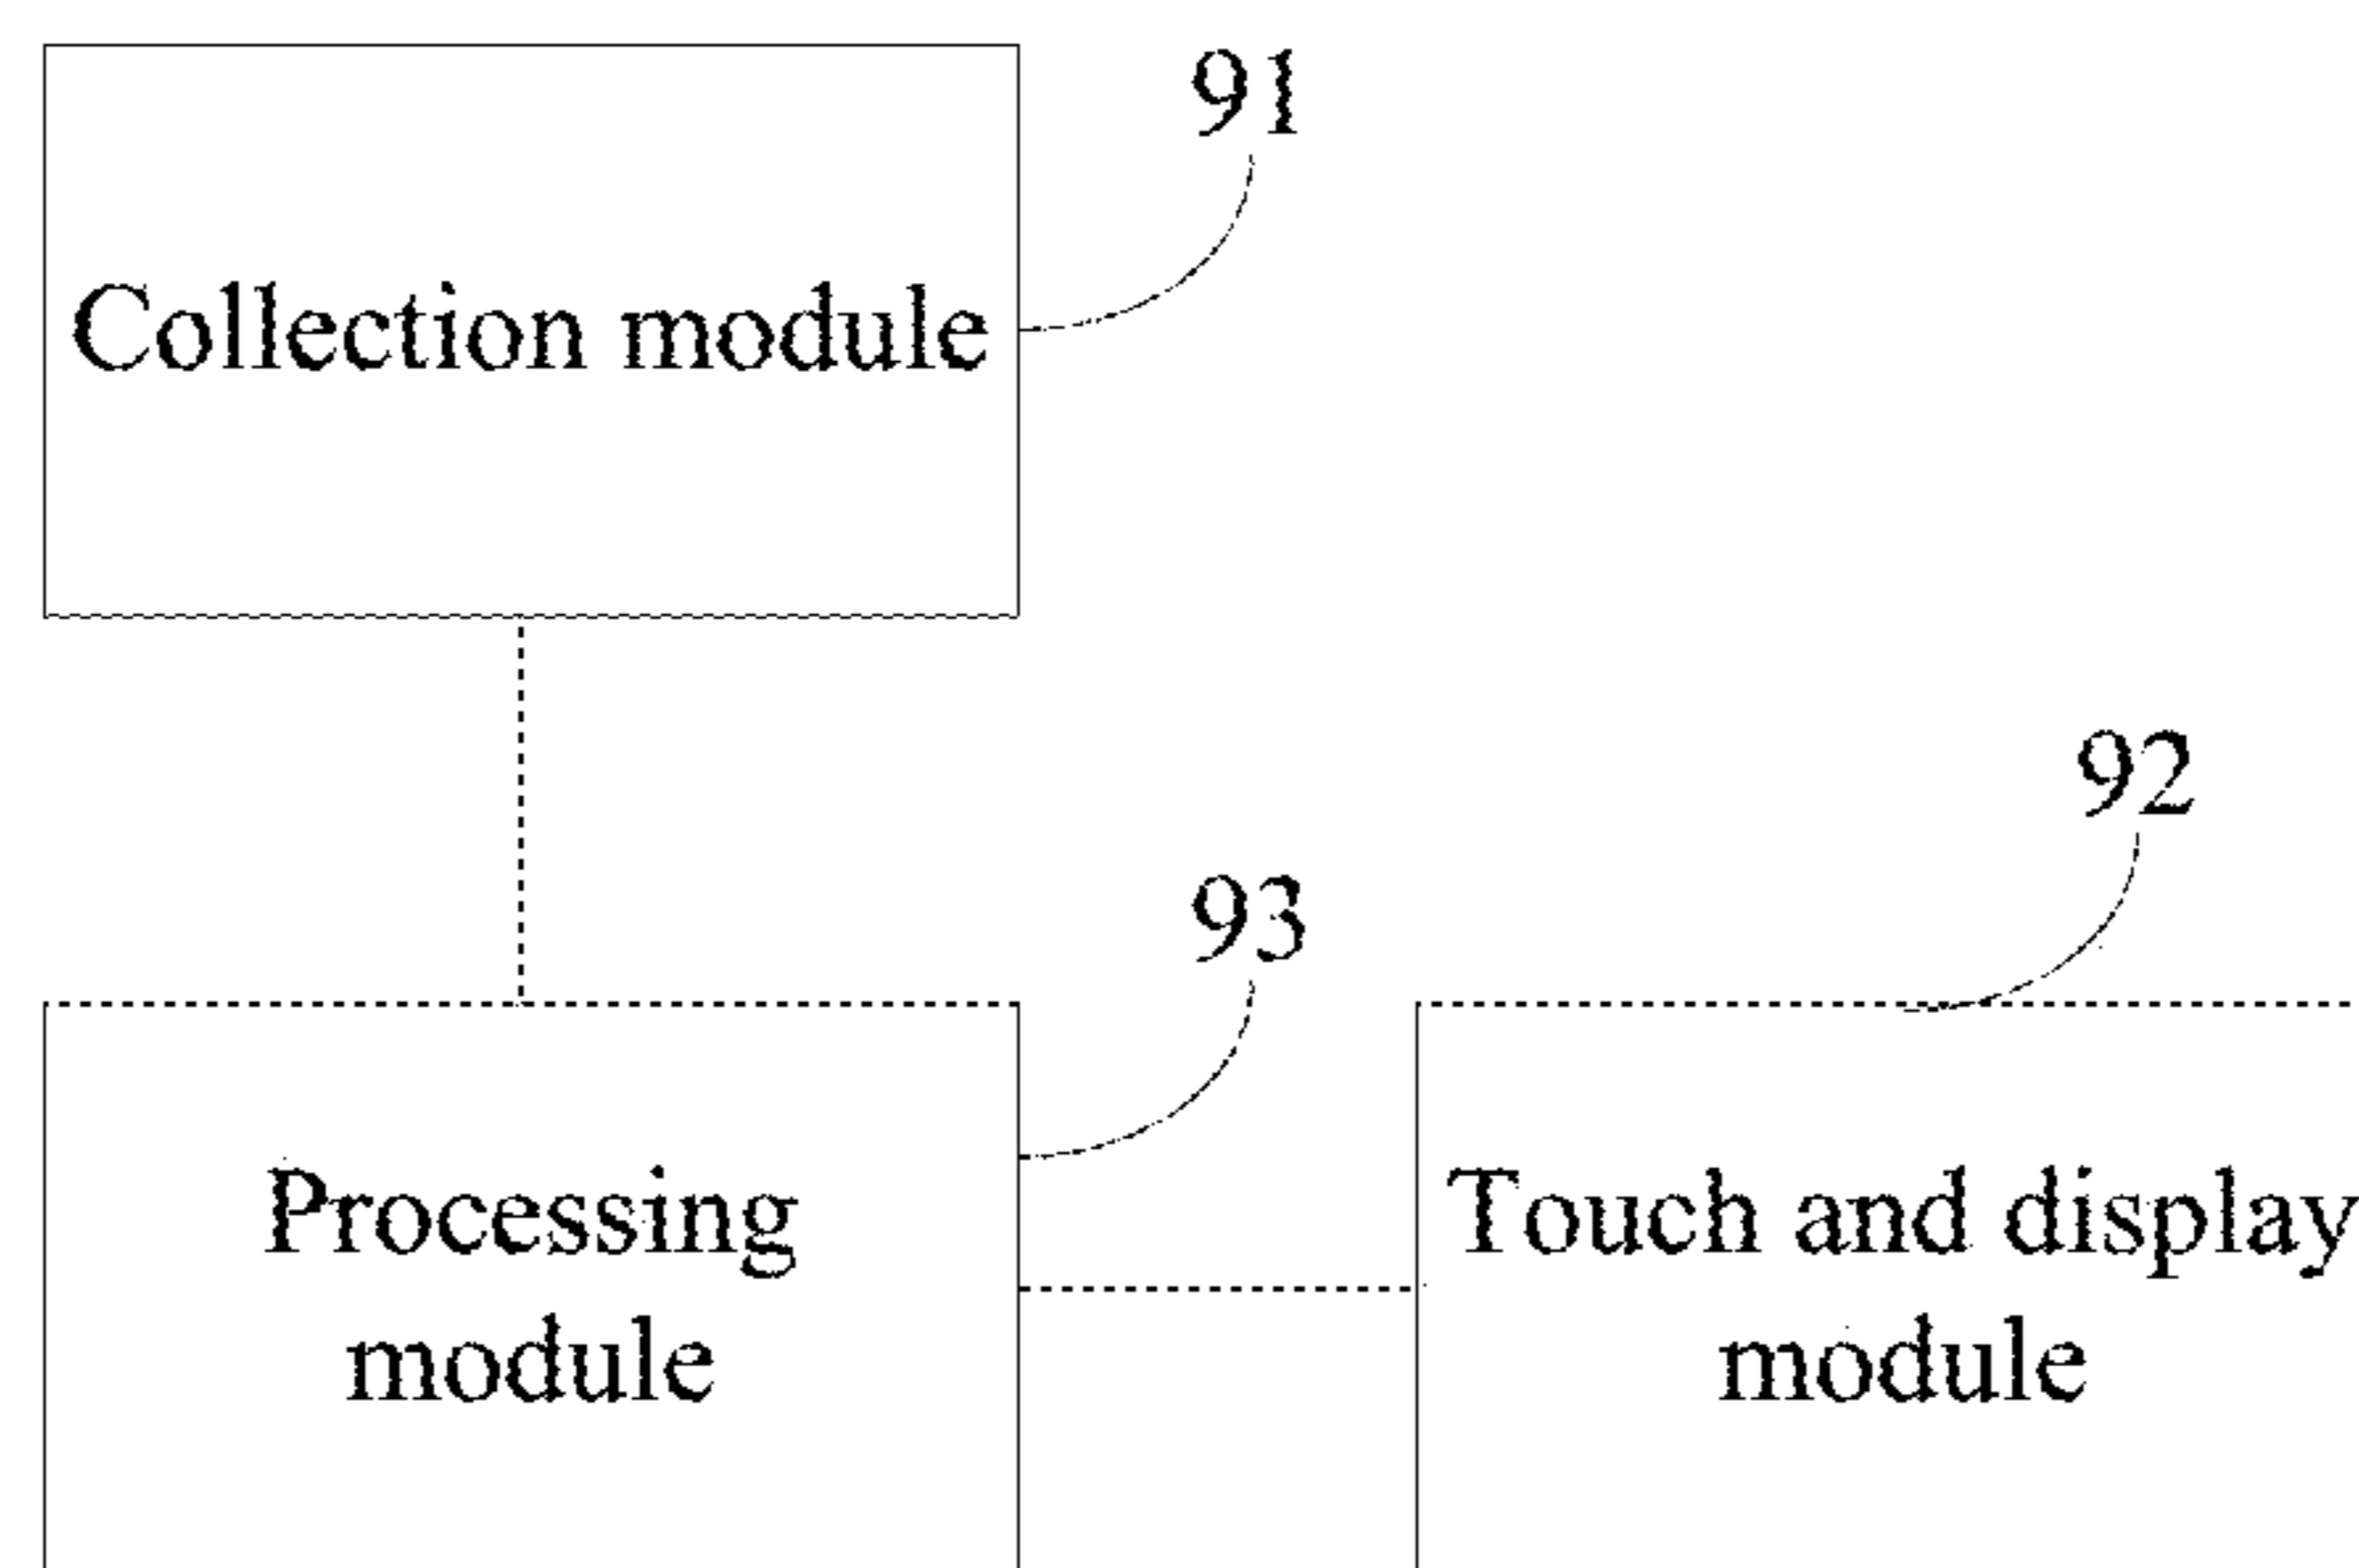 91
Collection module
92
93
Processing
module
Touch and display
module